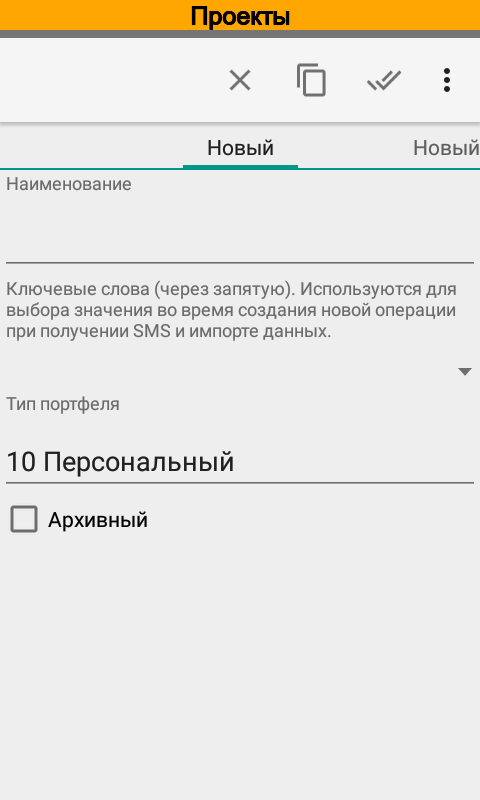 Проекты
Новый
Новый
Наименование
Ключевые слова (через запятую). Используются для
выбора значения во время создания новой операции
при получении SMS и импорте данных.
Тип портфеля
10 Персональный
Архивный